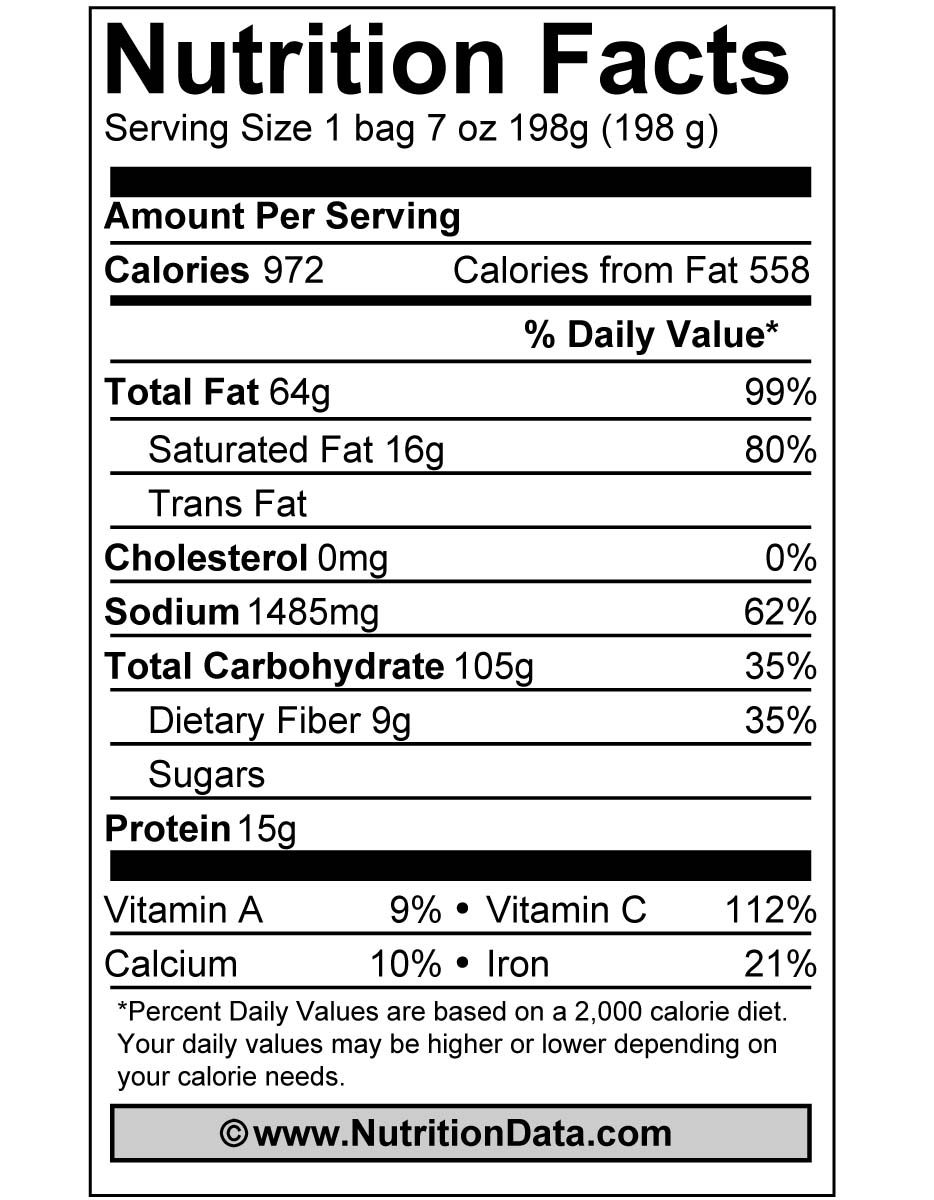 Nutrition Facts
Serving Size 1 bag 7 oz 198g (198 g)
Amount Per Serving
Calories 972 Calories from Fat 558
% Daily Value*
Total Fat 64g 99%
Saturated Fat 16g 80%
Trans Fat
Cholesterol 0mg 0%
Sodium 1485mg 62%
Total Carbohydrate 105g 35%
Dietary Fiber 9g 35%
Sugars
Protein 15g
Vitamin A 9% • Vitamin C 112%
Calcium 10% • Iron 21%
*Percent Daily Values are based on a 2,000 calorie diet.
Your daily values may be higher or lower depending on
your calorie needs.
©www.NutritionData.com